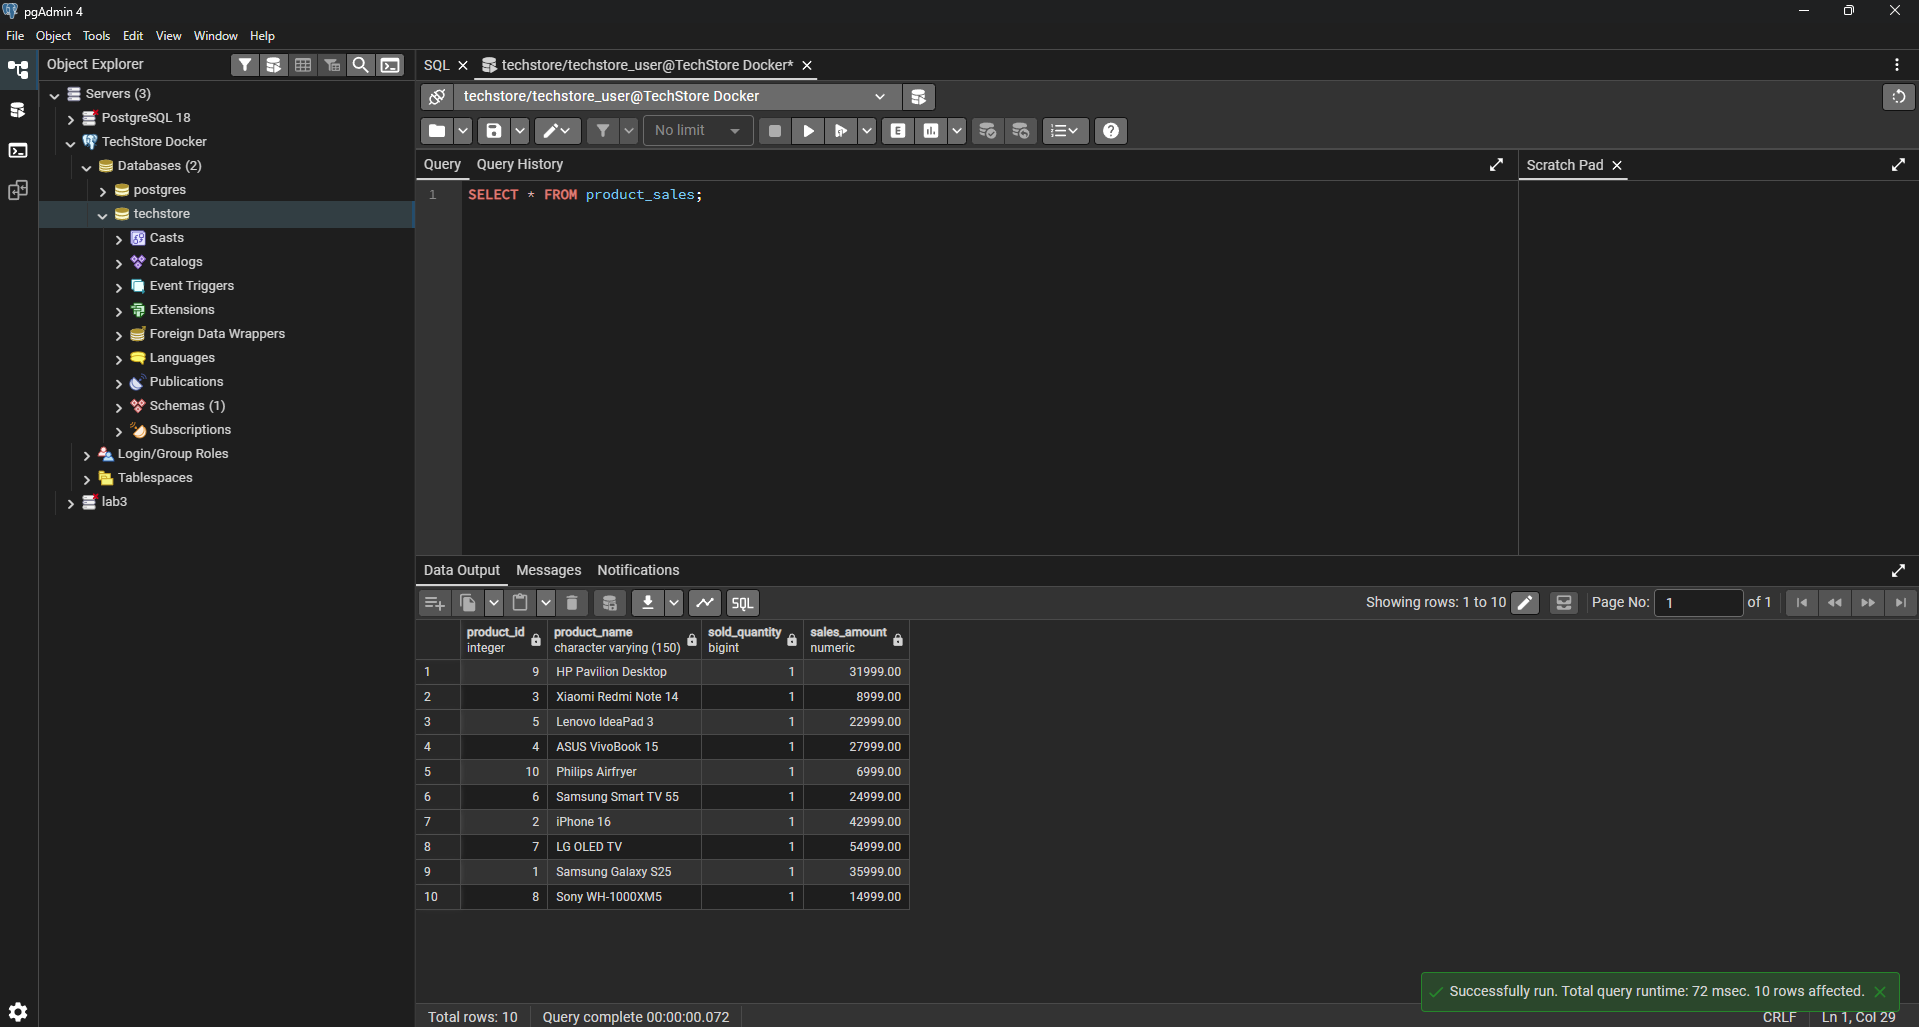 pgAdmin 4
File Object Tools Edit View Window Help
Object Explorer
SQL techstore/techstore_user@TechStore Docker*
Servers (3)
PostgreSQL 18
TechStore Docker
Databases (2)
postgres
techstore
Casts
Catalogs
Event Triggers
Extensions
Foreign Data Wrappers
Languages
Publications
Schemas (1)
Subscriptions
Login/Group Roles
Tablespaces
lab3
techstore/techstore_user@TechStore Docker
No limit E
Query Query History
Scratch Pad
1 SELECT * FROM product_sales;
Data Output Messages Notifications
SQL Showing rows: 1 to 10 Page No: 1 of 1
product_id product_name sold_quantity sales_amount
integer character varying (150) bigint numeric
1 9 HP Pavilion Desktop 1 31999.00
2 3 Xiaomi Redmi Note 14 1 8999.00
3 5 Lenovo IdeaPad 3 1 22999.00
4 4 ASUS VivoBook 15 1 27999.00
5 10 Philips Airfryer 1 6999.00
6 6 Samsung Smart TV 55 1 24999.00
7 2 iPhone 16 1 42999.00
8 7 LG OLED TV 1 54999.00
9 1 Samsung Galaxy S25 1 35999.00
10 8 Sony WH-1000XM5 1 14999.00
Successfully run. Total query runtime: 72 msec. 10 rows affected.
Total rows: 10 Query complete 00:00:00.072 CRLF Ln 1, Col 29